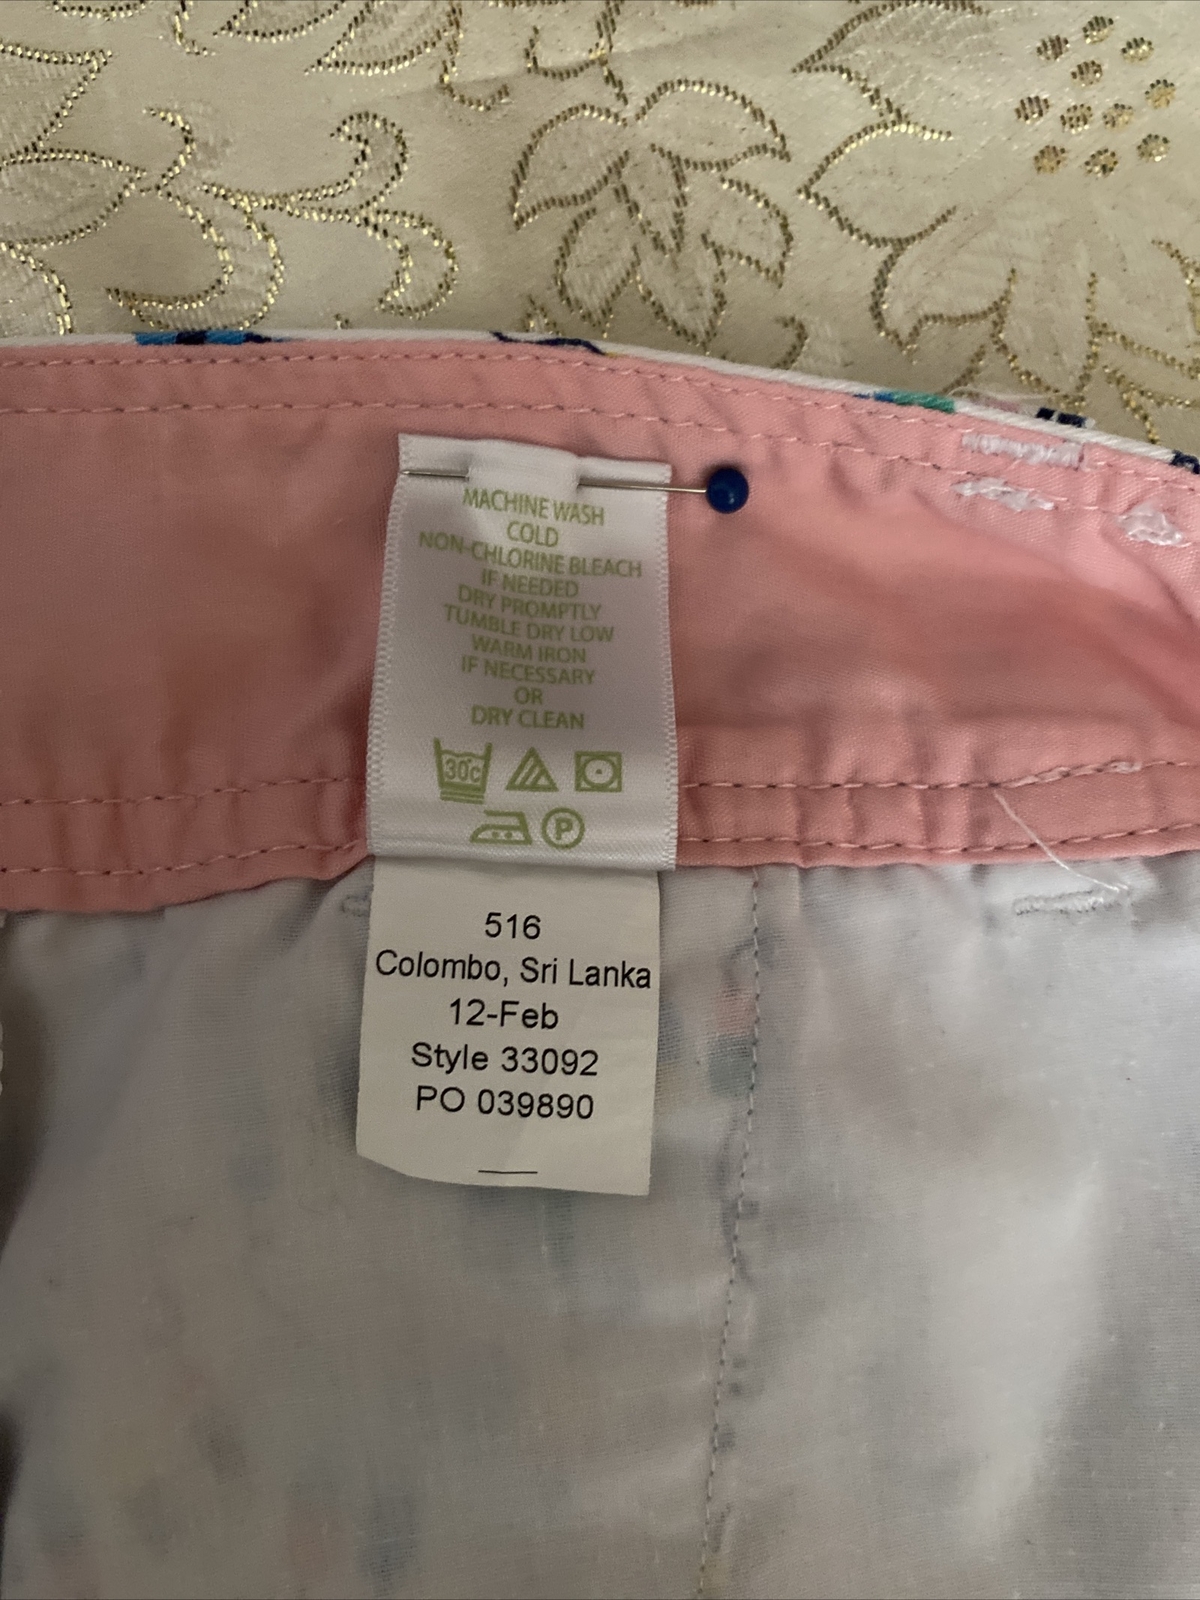 MACHINE WASH
COLD
NON-CHLORINE BLEACH
IF NEEDED
DRY PROMPTLY
TUMBLE DRY LOW
WARM IRON
IF NECESSARY
OR
DRY CLEAN
30c
P
516
Colombo, Sri Lanka
12-Feb
Style 33092
PO 039890